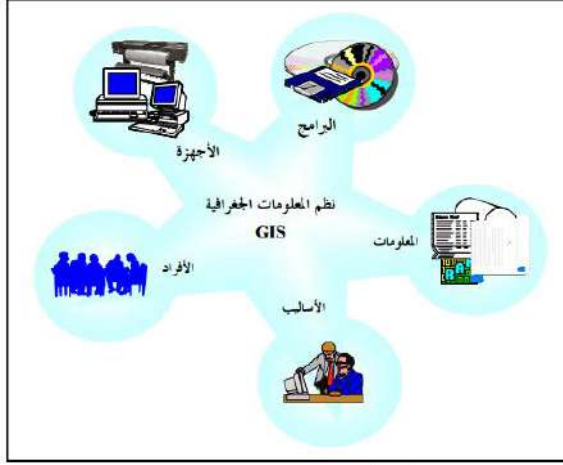 البرامج
الأجهزة
نظم المعلومات الجغرافية
GIS
المعلومات
الأفراد
الأساليب